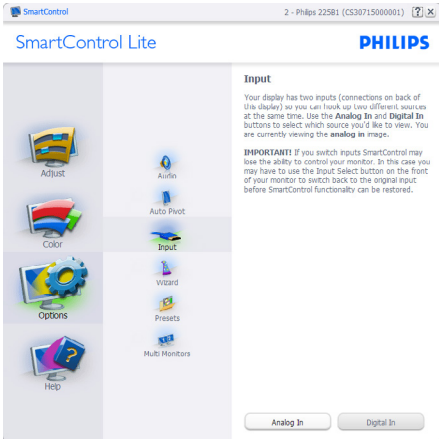 SmartControl
2 - Philips 225B1 (CS30715000001)
SmartControl Lite
PHILIPS
Adjust
Color
Options
Help
Audio
Auto Pivot
Input
Wizard
Presets
Multi Monitors
Input
Your display has two inputs (connections on back of
this display) so you can hook up two different sources
at the same time. Use the Analog In and Digital In
buttons to select which source you'd like to view. You
are currently viewing the analog in image.
IMPORTANT! If you switch inputs SmartControl may
lose the ability to control your monitor. In this case you
may have to use the Input Select button on the front
of your monitor to switch back to the original input
before SmartControl functionality can be restored.
Analog In
Digital In